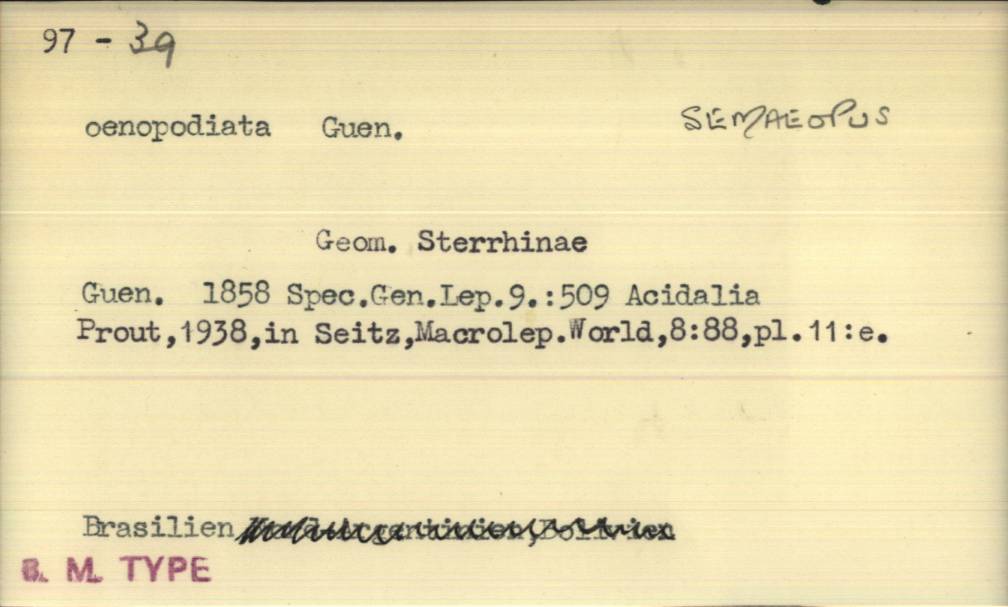 97 - 39
oenopodiata Guen. SEMAEOPUS
Geom. Sterrhinae
Guen. 1858 Spec.Gen.Lep.9.:509 Acidalia
Prout,1938,in Seitz,Macrolep.World,8:88,pl.11:e.
Brasilien
B. M. TYPE